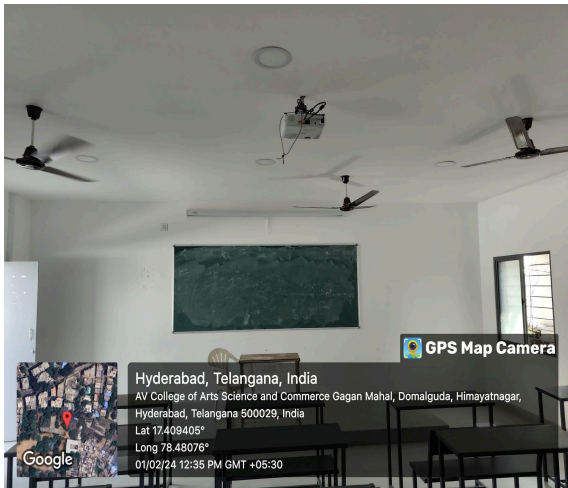 GPS Map Camera
Hyderabad, Telangana, India
AV College of Arts Science and Commerce Gagan Mahal, Domalguda, Himayatnagar,
Hyderabad, Telangana 500029, India
Lat 17.409405°
Long 78.48076°
01/02/24 12:35 PM GMT +05:30
Google